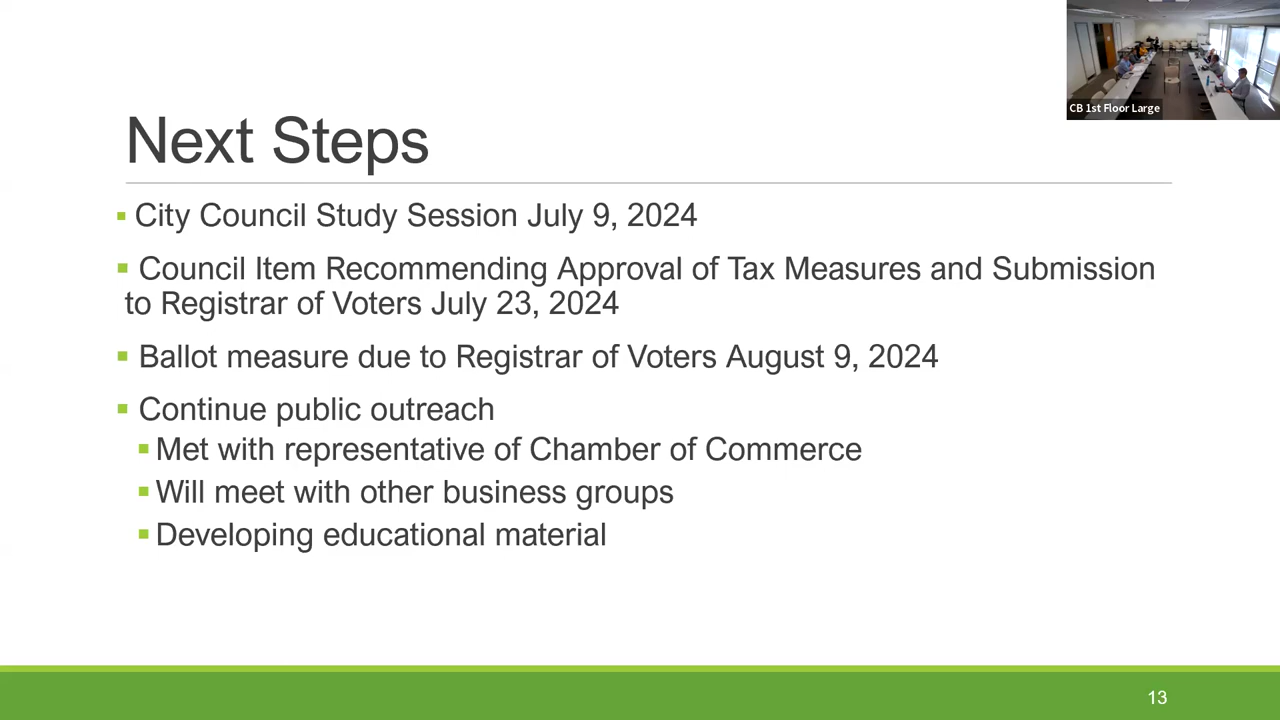 CB 1st Floor Large
Next Steps
City Council Study Session July 9, 2024
Council Item Recommending Approval of Tax Measures and Submission
to Registrar of Voters July 23, 2024
Ballot measure due to Registrar of Voters August 9, 2024
Continue public outreach
Met with representative of Chamber of Commerce
Will meet with other business groups
Developing educational material
13